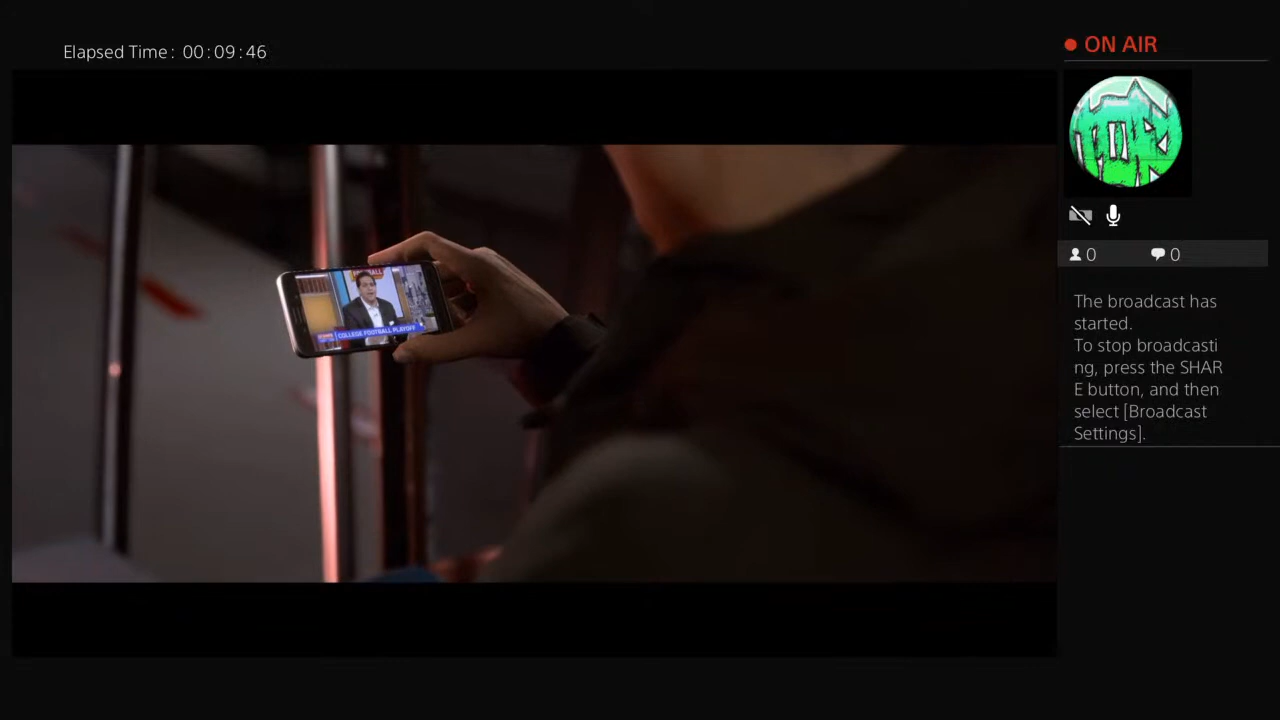 Elapsed Time: 00:09:46
ON AIR
0
0
The broadcast has
started.
To stop broadcasti
ng, press the SHAR
E button, and then
select [Broadcast
Settings].
COLLEGE FOOTBALL PLAYOFF